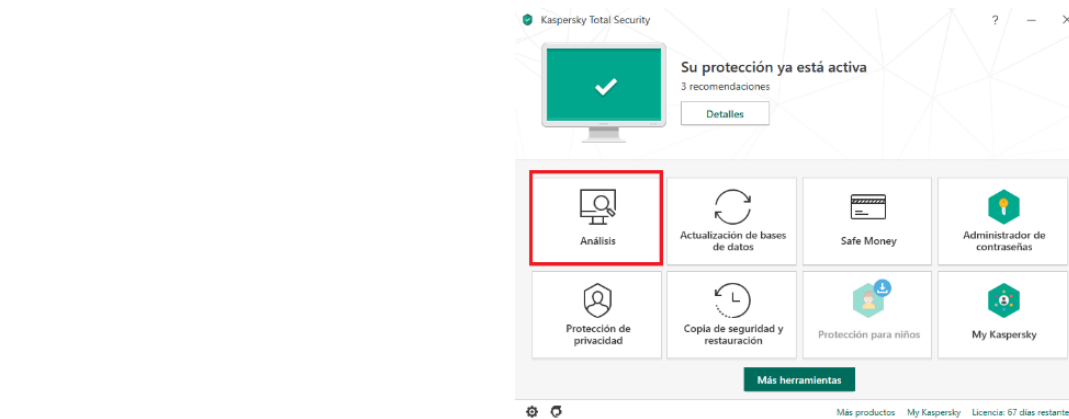 Kaspersky Total Security
Su protección ya está activa
3 recomendaciones
Detalles
Análisis
Actualización de bases
de datos
Safe Money
Administrador de
contraseñas
Protección de
privacidad
Copia de seguridad y
restauración
Protección para niños
My Kaspersky
Más herramientas
Más productos My Kaspersky Licencia: 67 días restante